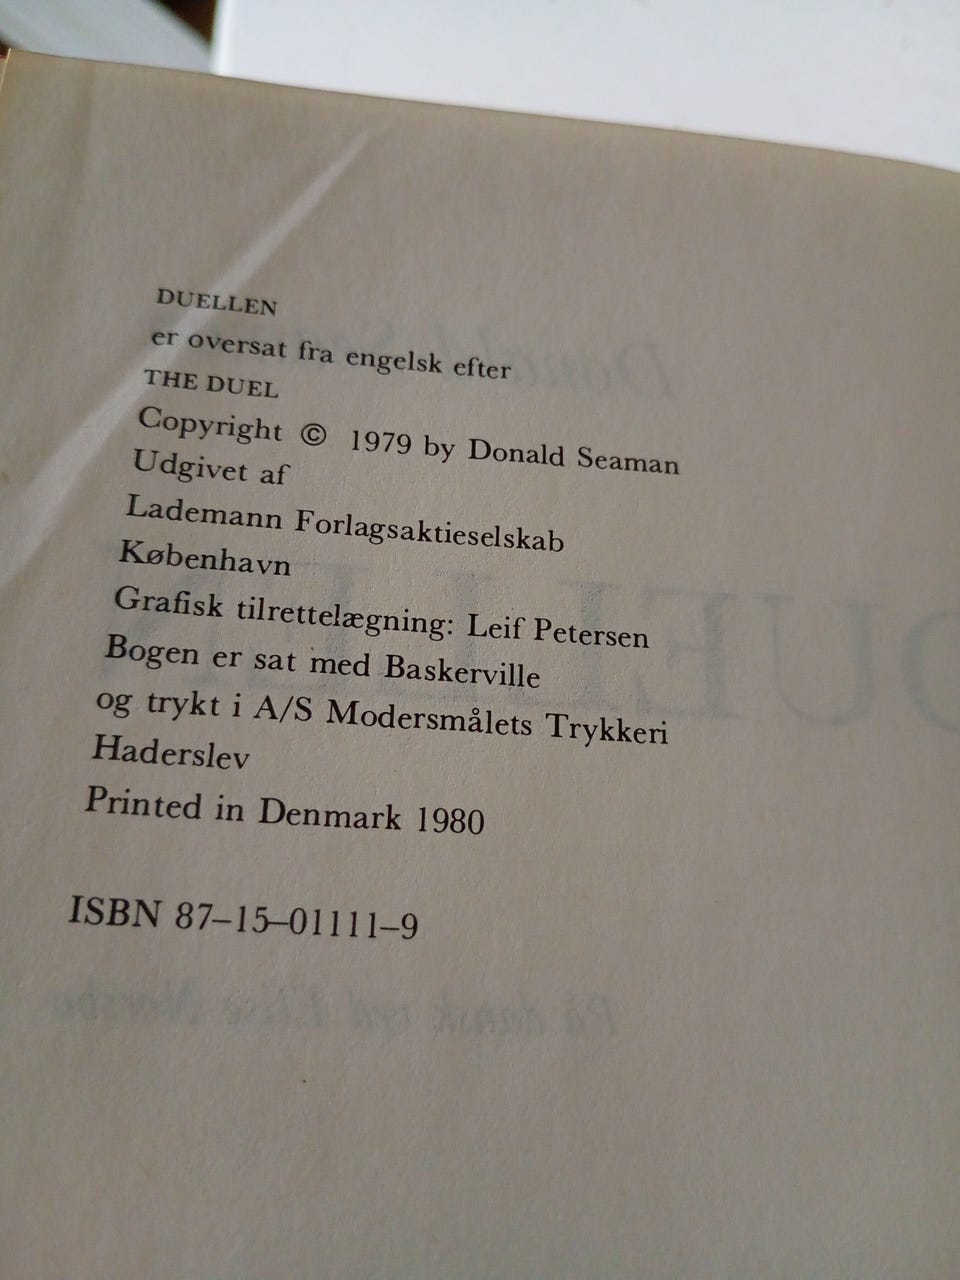 DUELLEN
er oversat fra engelsk efter
THE DUEL
Copyright © 1979 by Donald Seaman
Udgivet af
Lademann Forlagsaktieselskab
København
Grafisk tilrettelægning: Leif Petersen
Bogen er sat med Baskerville
og trykt i A/S Modersmålets Trykkeri
Haderslev
Printed in Denmark 1980
ISBN 87–15–01111–9